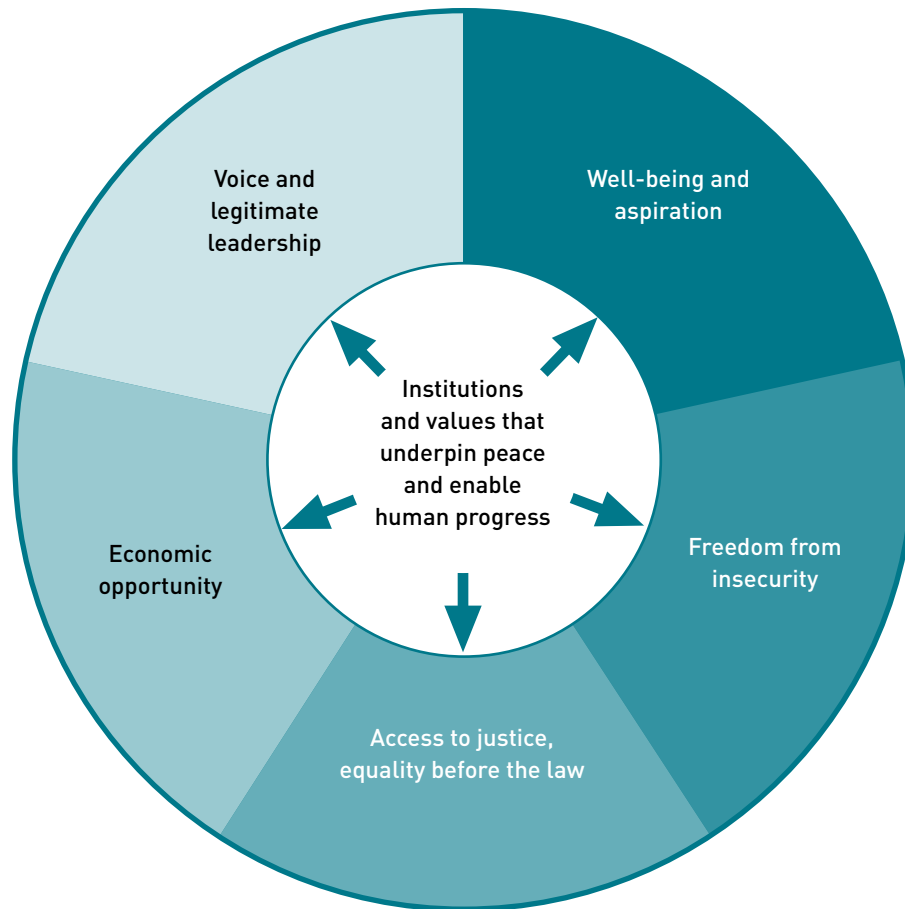 Voice and
legitimate
leadership
Well-being and
aspiration
Institutions
and values that
underpin peace
and enable
human progress
Economic
opportunity
Freedom from
insecurity
Access to justice,
equality before the law